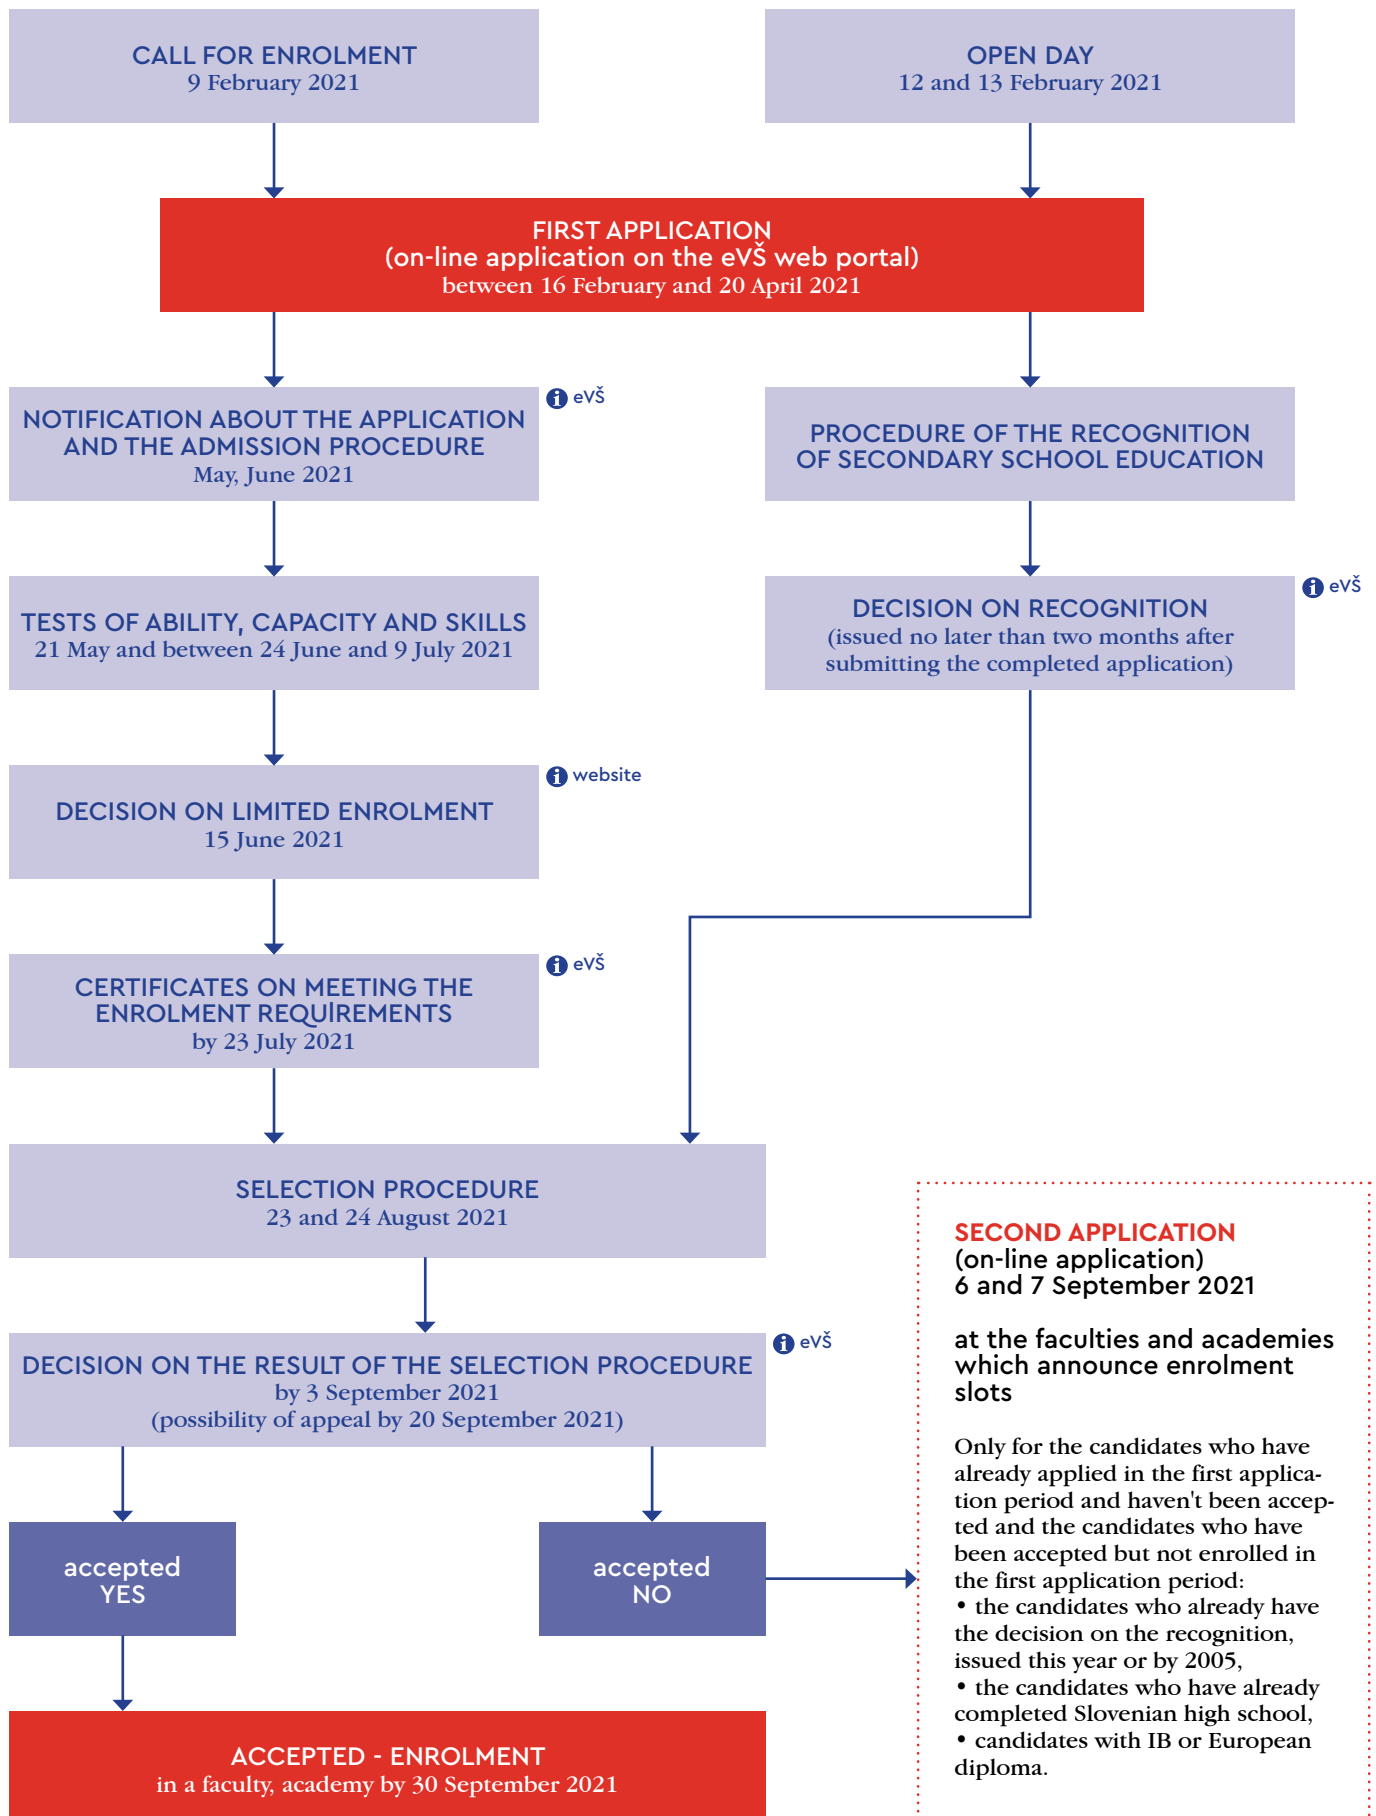 CALL FOR ENROLMENT
9 February 2021
OPEN DAY
12 and 13 February 2021
FIRST APPLICATION
(on-line application on the eVŠ web portal)
between 16 February and 20 April 2021
NOTIFICATION ABOUT THE APPLICATION
AND THE ADMISSION PROCEDURE
May, June 2021
i eVŠ
PROCEDURE OF THE RECOGNITION
OF SECONDARY SCHOOL EDUCATION
TESTS OF ABILITY, CAPACITY AND SKILLS
21 May and between 24 June and 9 July 2021
DECISION ON RECOGNITION
(issued no later than two months after
submitting the completed application)
i eVŠ
DECISION ON LIMITED ENROLMENT
15 June 2021
i website
CERTIFICATES ON MEETING THE
ENROLMENT REQUIREMENTS
by 23 July 2021
i eVŠ
SELECTION PROCEDURE
23 and 24 August 2021
DECISION ON THE RESULT OF THE SELECTION PROCEDURE
by 3 September 2021
(possibility of appeal by 20 September 2021)
i eVŠ
accepted
YES
accepted
NO
ACCEPTED - ENROLMENT
in a faculty, academy by 30 September 2021
SECOND APPLICATION
(on-line application)
6 and 7 September 2021
at the faculties and academies
which announce enrolment
slots
Only for the candidates who have
already applied in the first applica-
tion period and haven't been accep-
ted and the candidates who have
been accepted but not enrolled in
the first application period:
• the candidates who already have
the decision on the recognition,
issued this year or by 2005,
• the candidates who have already
completed Slovenian high school,
• candidates with IB or European
diploma.